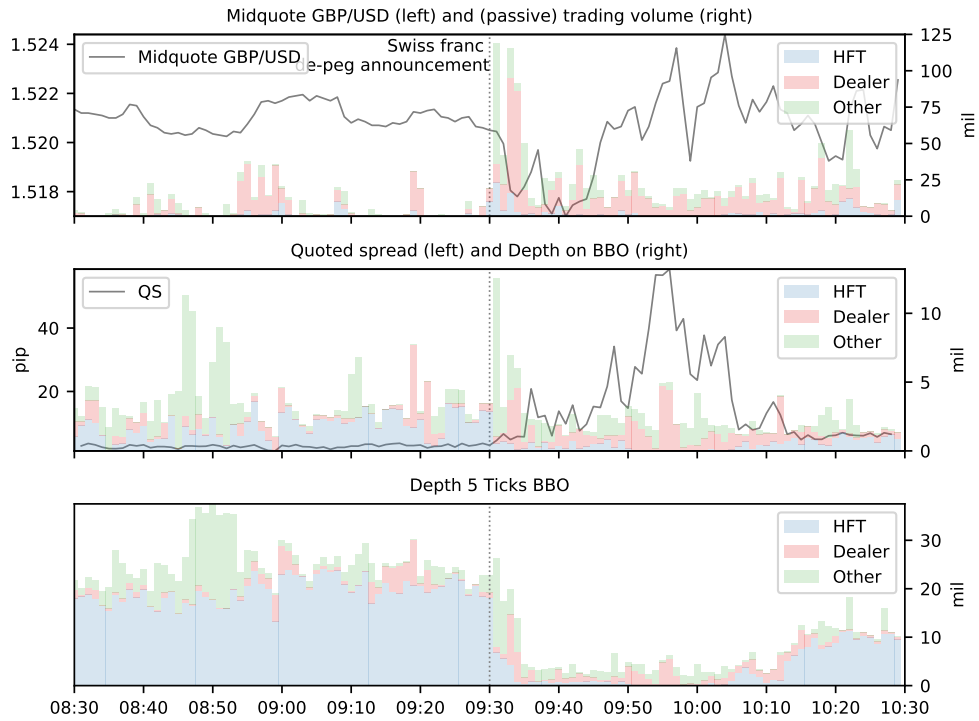 Midquote GBP/USD (left) and (passive) trading volume (right)
1.524
1.522
1.520
1.518
Midquote GBP/USD
Swiss franc
de-peg announcement
HFT
Dealer
Other
125
100
75
50
25
0
mil
Quoted spread (left) and Depth on BBO (right)
pip
40
20
QS
HFT
Dealer
Other
10
5
0
mil
Depth 5 Ticks BBO
HFT
Dealer
Other
30
20
10
0
mil
08:30 08:40 08:50 09:00 09:10 09:20 09:30 09:40 09:50 10:00 10:10 10:20 10:30